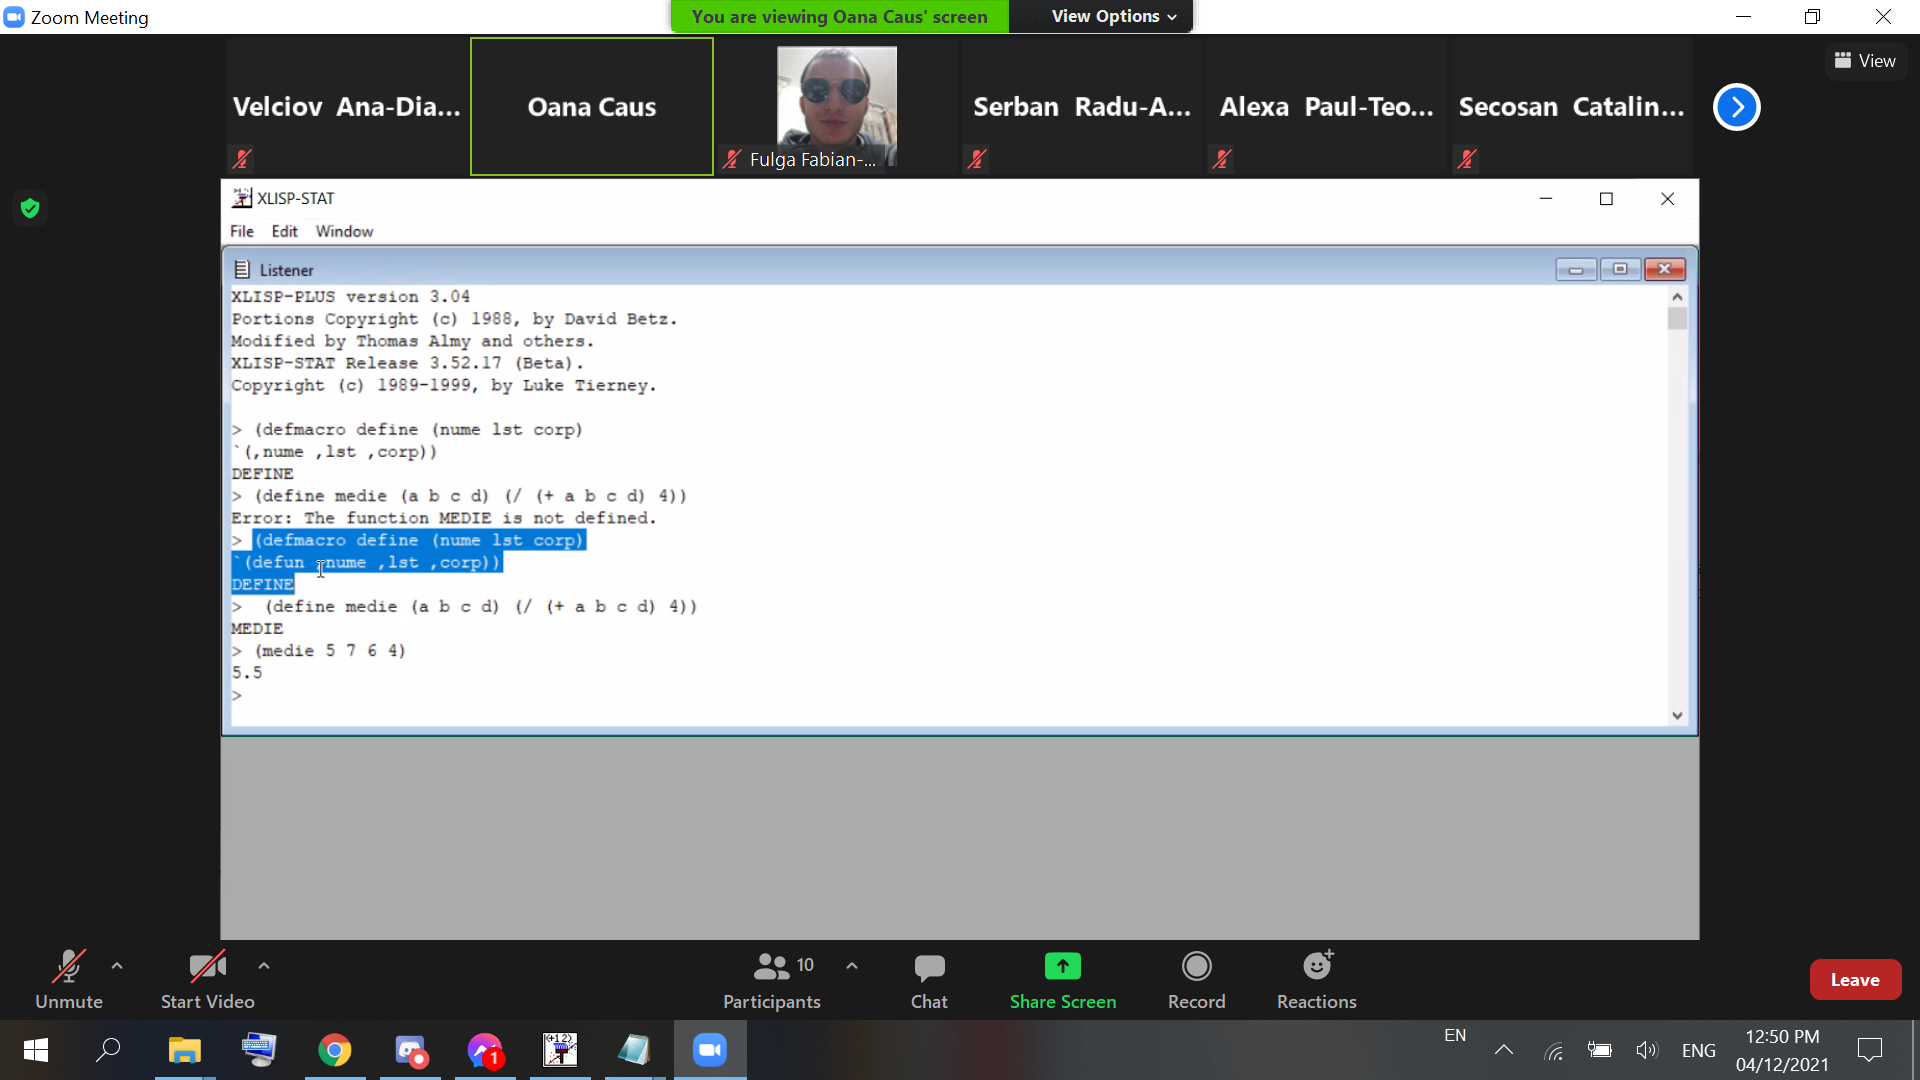 Zoom Meeting
You are viewing Oana Caus' screen
View Options
View
Velciov Ana-Dia...
Oana Caus
Fulga Fabian-...
Serban Radu-A...
Alexa Paul-Teo...
Secosan Catalin...
XLISP-STAT
File Edit Window
Listener
XLISP-PLUS version 3.04
Portions Copyright (c) 1988, by David Betz.
Modified by Thomas Almy and others.
XLISP-STAT Release 3.52.17 (Beta).
Copyright (c) 1989-1999, by Luke Tierney.
> (defmacro define (nume lst corp)
`(,nume ,lst ,corp))
DEFINE
> (define medie (a b c d) (/ (+ a b c d) 4))
Error: The function MEDIE is not defined.
> (defmacro define (nume lst corp)
`(defun ,nume ,lst ,corp))
DEFINE
>  (define medie (a b c d) (/ (+ a b c d) 4))
MEDIE
> (medie 5 7 6 4)
5.5
>
Unmute
Start Video
10
Participants
Chat
Share Screen
Record
Reactions
Leave
1
(+12)
EN
ENG
12:50 PM
04/12/2021